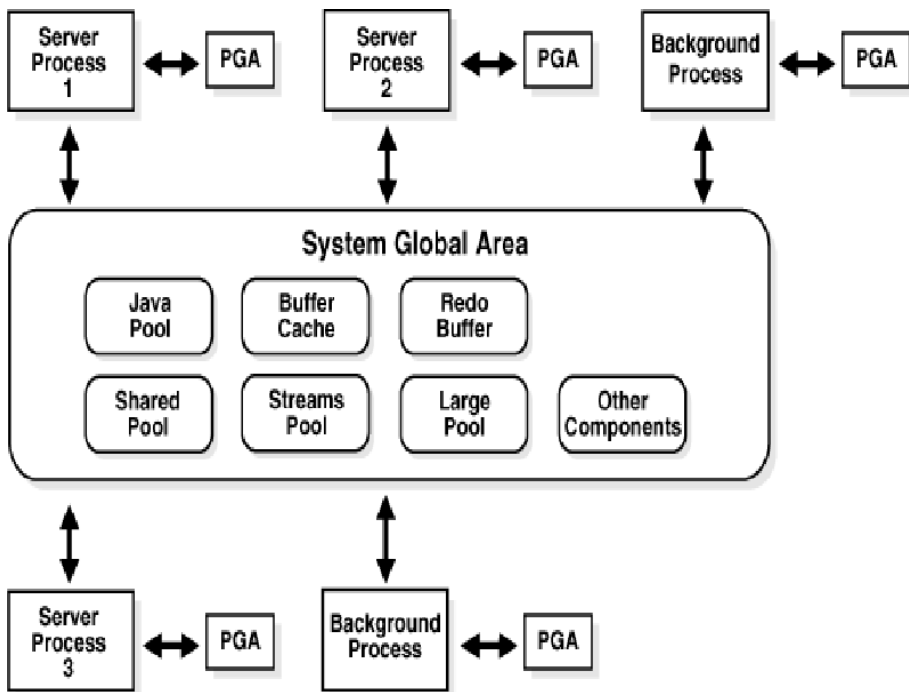 Server
Process
1
PGA
Server
Process
2
PGA
Background
Process
PGA
System Global Area
Java
Pool
Buffer
Cache
Redo
Buffer
Shared
Pool
Streams
Pool
Large
Pool
Other
Components
Server
Process
3
PGA
Background
Process
PGA